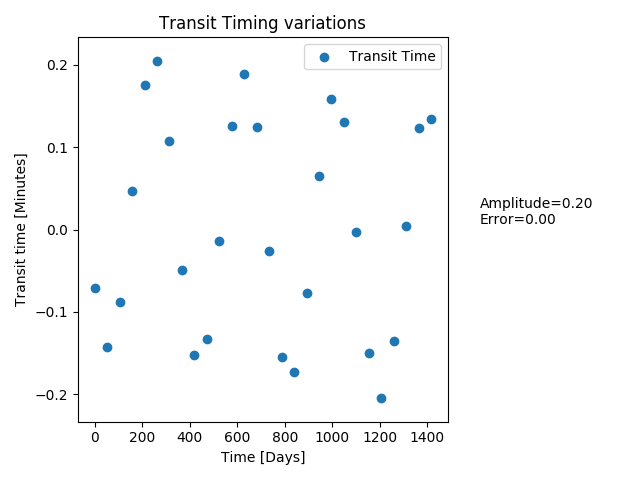 Transit Timing variations
Transit Time
Transit time [Minutes]
0.2
0.1
0.0
−0.1
−0.2
0 200 400 600 800 1000 1200 1400
Time [Days]
Amplitude=0.20
Error=0.00